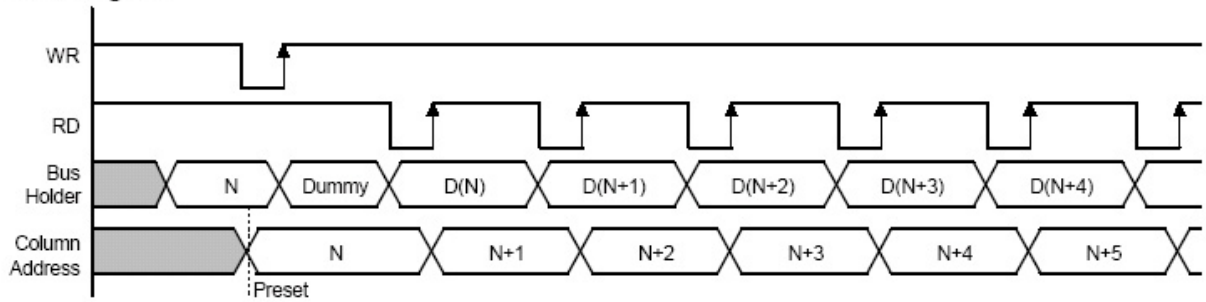 WR
RD
Bus
Holder
N
Dummy
D(N)
D(N+1)
D(N+2)
D(N+3)
D(N+4)
Column
Address
N
N+1
N+2
N+3
N+4
N+5
Preset